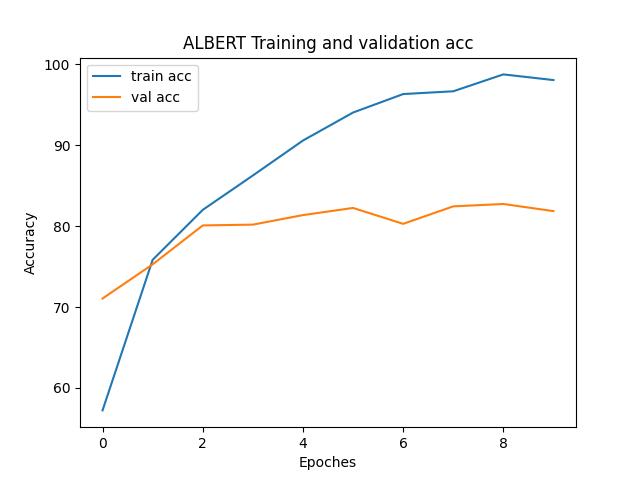 ALBERT Training and validation acc
train acc
val acc
Accuracy
100
90
80
70
60
0 2 4 6 8
Epoches